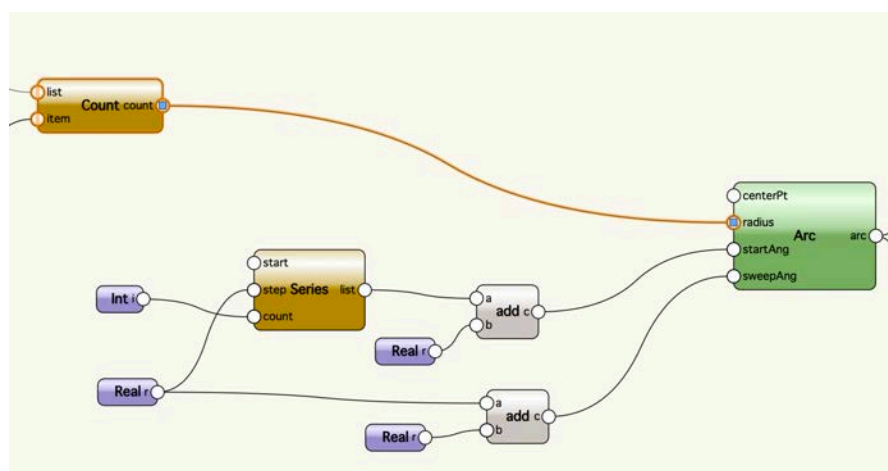 list
Count count
item
centerPt
radius
Arc arc
startAng
sweepAng
start
step Series list
count
Int i
a
add c
b
Real r
Real r
a
add c
b
Real r